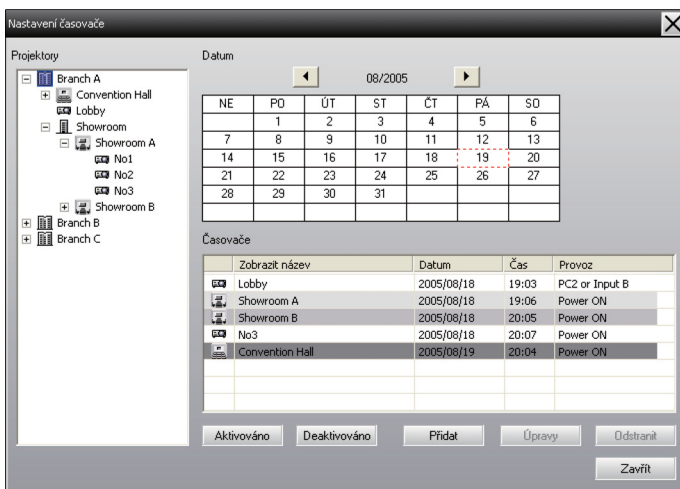 Nastavení časovače
Projektory
Branch A
Convention Hall
Lobby
Showroom
Showroom A
No1
No2
No3
Showroom B
Branch B
Branch C
Datum
08/2005
NE PO ÚT ST ČT PÁ SO
1 2 3 4 5 6
7 8 9 10 11 12 13
14 15 16 17 18 19 20
21 22 23 24 25 26 27
28 29 30 31
Časovače
Zobrazit název Datum Čas Provoz
Lobby 2005/08/18 19:03 PC2 or Input B
Showroom A 2005/08/18 19:06 Power ON
Showroom B 2005/08/18 20:05 Power ON
No3 2005/08/18 20:07 Power ON
Convention Hall 2005/08/19 20:04 Power ON
Aktivováno Deaktivováno Přidat Úpravy Odstranit
Zavřít